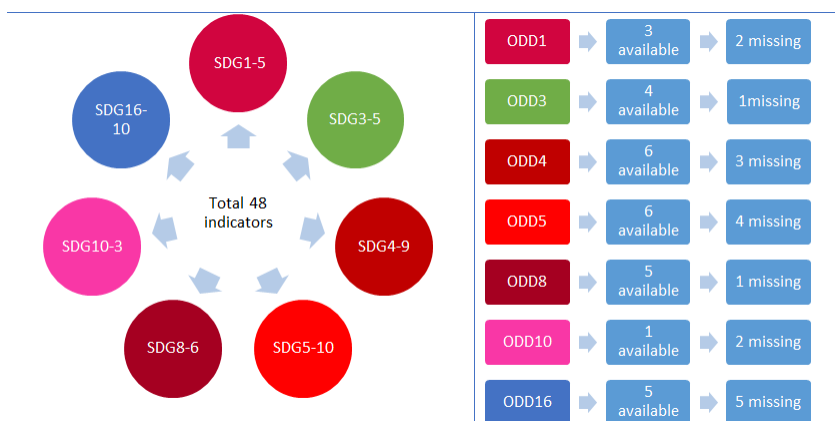 SDG1-5
SDG3-5
SDG4-9
SDG5-10
SDG8-6
SDG10-3
SDG16-
10
Total 48
indicators
ODD1
3
available
2 missing
ODD3
4
available
1missing
ODD4
6
available
3 missing
ODD5
6
available
4 missing
ODD8
5
available
1 missing
ODD10
1
available
2 missing
ODD16
5
available
5 missing